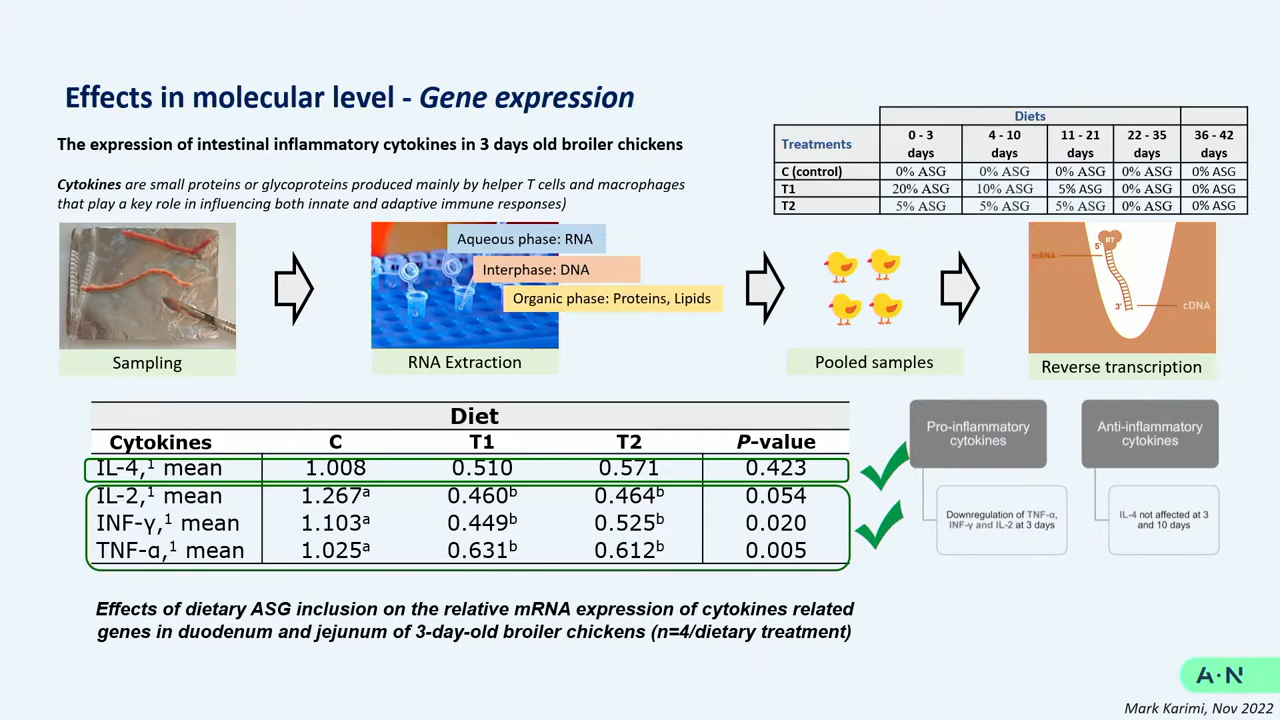 Effects in molecular level - Gene expression
The expression of intestinal inflammatory cytokines in 3 days old broiler chickens
Cytokines are small proteins or glycoproteins produced mainly by helper T cells and macrophages
that play a key role in influencing both innate and adaptive immune responses)
Diets
Treatments 0 - 3 days 4 - 10 days 11 - 21 days 22 - 35 days 36 - 42 days
C (control) 0% ASG 0% ASG 0% ASG 0% ASG 0% ASG
T1 20% ASG 10% ASG 5% ASG 0% ASG 0% ASG
T2 5% ASG 5% ASG 5% ASG 0% ASG 0% ASG
Sampling
Aqueous phase: RNA
Interphase: DNA
Organic phase: Proteins, Lipids
RNA Extraction
Pooled samples
RT
5'
mRNA
3'
cDNA
Reverse transcription
Diet
Cytokines C T1 T2 P-value
IL-4,¹ mean 1.008 0.510 0.571 0.423
IL-2,¹ mean 1.267ᵃ 0.460ᵇ 0.464ᵇ 0.054
INF-γ,¹ mean 1.103ᵃ 0.449ᵇ 0.525ᵇ 0.020
TNF-α,¹ mean 1.025ᵃ 0.631ᵇ 0.612ᵇ 0.005
Pro-inflammatory
cytokines
Downregulation of TNF-α,
INF-γ and IL-2 at 3 days
Anti-inflammatory
cytokines
IL-4 not affected at 3
and 10 days
Effects of dietary ASG inclusion on the relative mRNA expression of cytokines related
genes in duodenum and jejunum of 3-day-old broiler chickens (n=4/dietary treatment)
A·N
Mark Karimi, Nov 2022